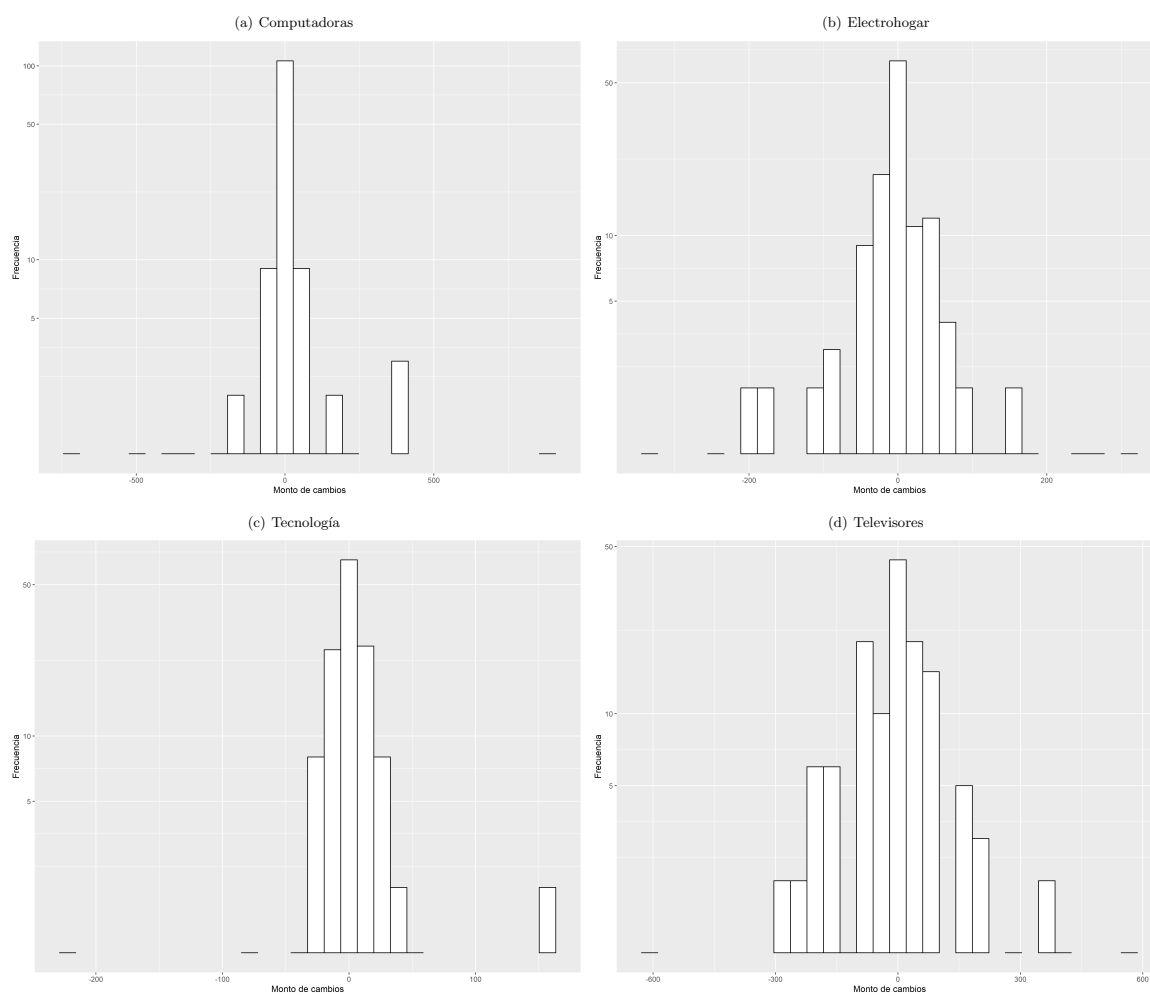 (a) Computadoras
100
50
10
5
Frecuencia
-500
0
500
Monto de cambios
(b) Electrohogar
50
10
5
Frecuencia
-200
0
200
Monto de cambios
(c) Tecnología
50
10
5
Frecuencia
-200
-100
0
100
Monto de cambios
(d) Televisores
50
10
5
Frecuencia
-600
-300
0
300
600
Monto de cambios